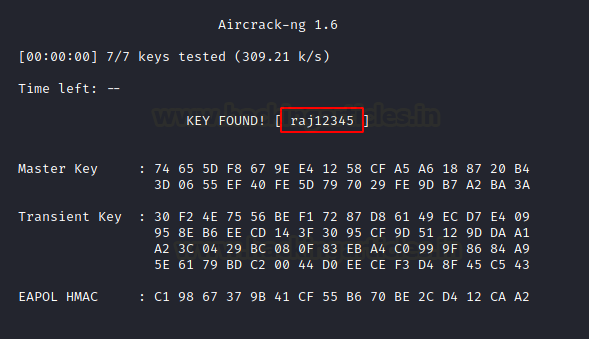 Aircrack-ng 1.6
[00:00:00] 7/7 keys tested (309.21 k/s)
Time left: --
www.hackingarticles.in
KEY FOUND! [ raj12345 ]
Master Key : 74 65 5D F8 67 9E E4 12 58 CF A5 A6 18 87 20 B4
3D 06 55 EF 40 FE 5D 79 70 29 FE 9D B7 A2 BA 3A
Transient Key : 30 F2 4E 75 56 BE F1 72 87 D8 61 49 EC D7 E4 09
95 8E B6 EE CD 14 3F 30 95 CF 9D 51 12 9D DA A1
A2 3C 04 29 BC 08 0F 83 EB A4 C0 99 9F 86 84 A9
5E 61 79 BD C2 00 44 D0 EE CE F3 D4 8F 45 C5 43
EAPOL HMAC : C1 98 67 37 9B 41 CF 55 B6 70 BE 2C D4 12 CA A2